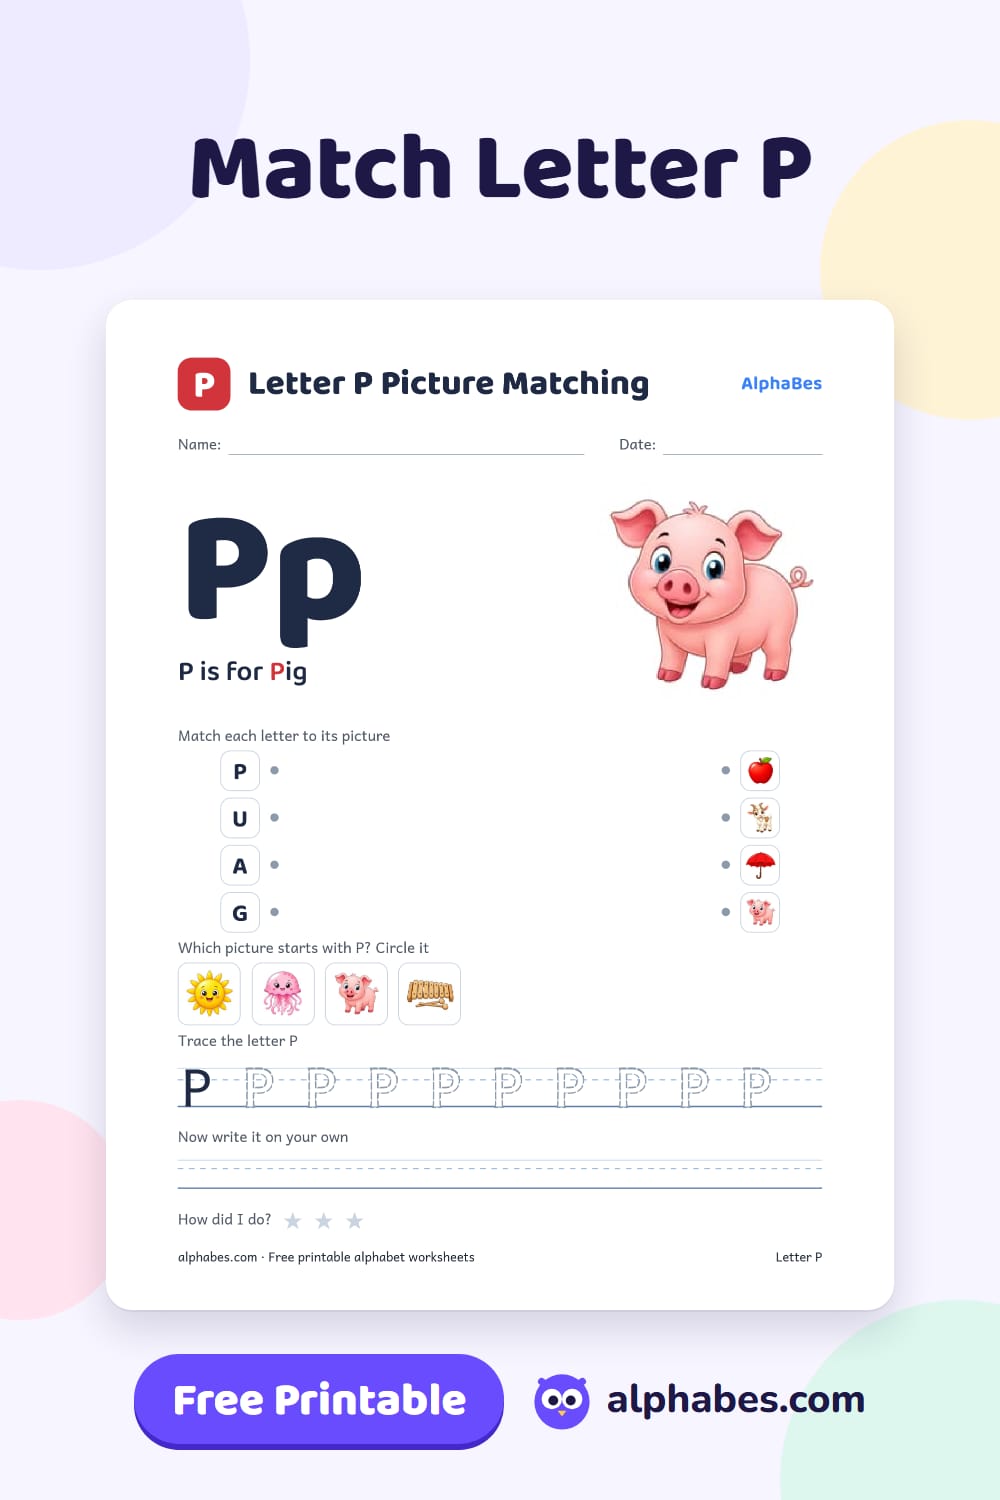 Match Letter P
P Letter P Picture Matching AlphaBes
Name: Date:
Pp
P is for Pig
Match each letter to its picture
P
U
A
G
Which picture starts with P? Circle it
Trace the letter P
P P P P P P P P P P
Now write it on your own
How did I do?
alphabes.com · Free printable alphabet worksheets Letter P
Free Printable alphabes.com